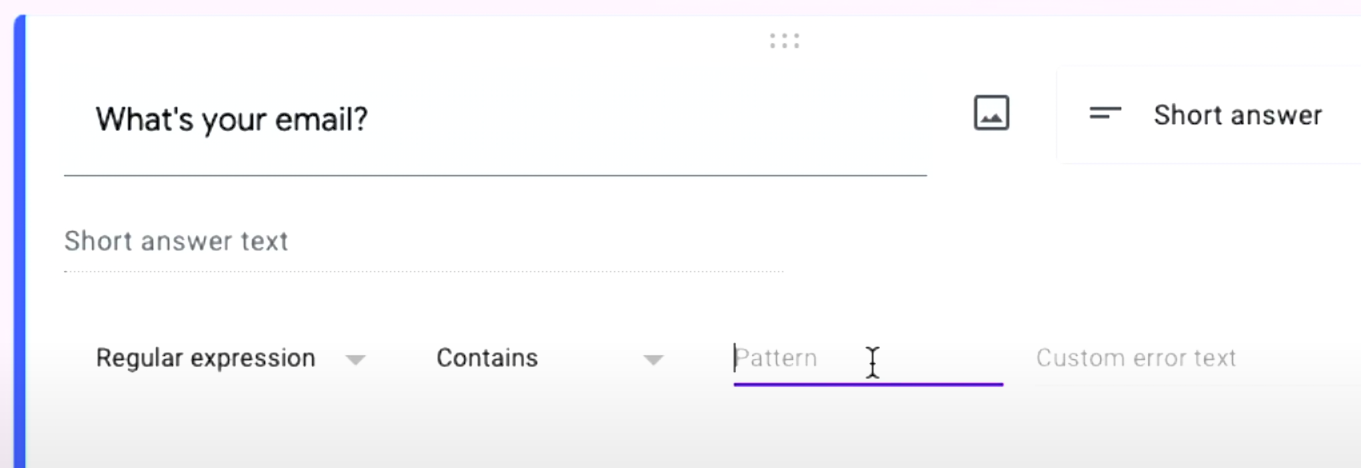 What's your email?
Short answer
Short answer text
Regular expression Contains Pattern Custom error text